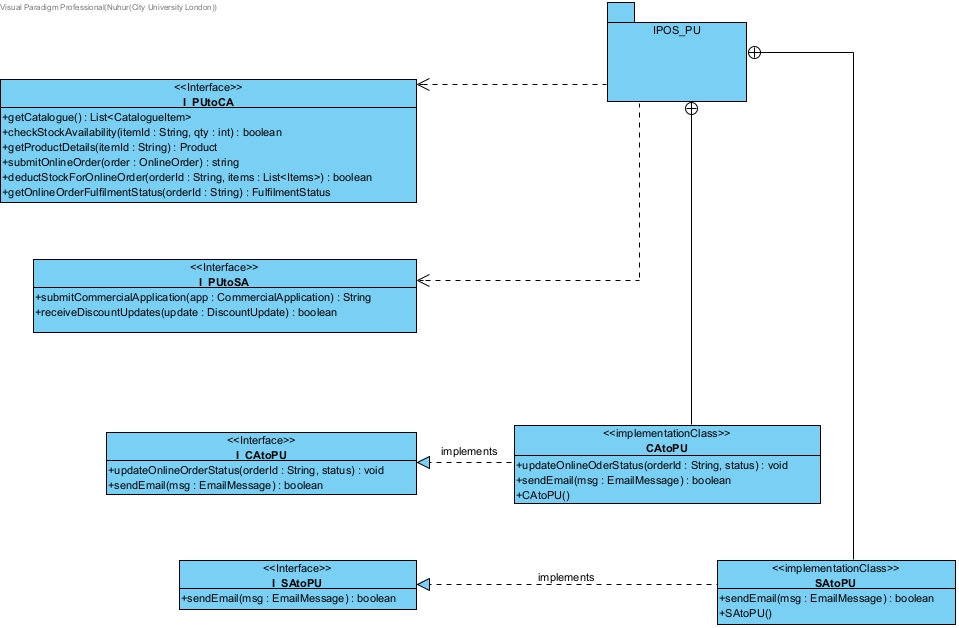 Visual Paradigm Professional(Nuhur(City University London))
IPOS_PU
<<Interface>>
I_PUtoCA
+getCatalogue() : List<CatalogueItem>
+checkStockAvailability(itemId : String, qty : int) : boolean
+getProductDetails(itemId : String) : Product
+submitOnlineOrder(order : OnlineOrder) : string
+deductStockForOnlineOrder(orderId : String, items : List<Items>) : boolean
+getOnlineOrderFulfilmentStatus(orderId : String) : FulfilmentStatus
<<Interface>>
I_PUtoSA
+submitCommercialApplication(app : CommercialApplication) : String
+receiveDiscountUpdates(update : DiscountUpdate) : boolean
<<Interface>>
I_CAtoPU
+updateOnlineOrderStatus(orderId : String, status) : void
+sendEmail(msg : EmailMessage) : boolean
implements
<<implementationClass>>
CAtoPU
+updateOnlineOderStatus(orderId : String, status) : void
+sendEmail(msg : EmailMessage) : boolean
+CAtoPU()
<<Interface>>
I_SAtoPU
+sendEmail(msg : EmailMessage) : boolean
implements
<<implementationClass>>
SAtoPU
+sendEmail(msg : EmailMessage) : boolean
+SAtoPU()